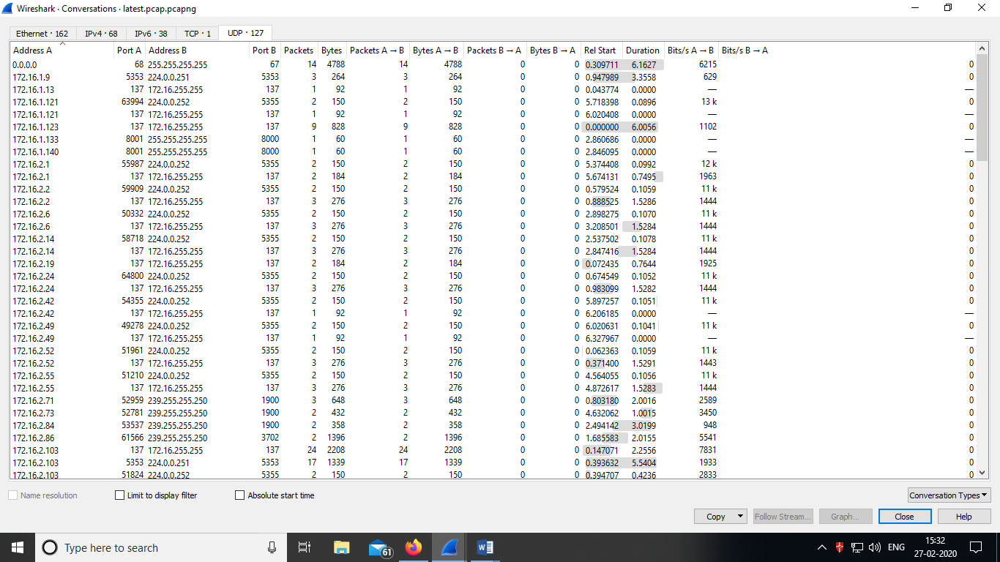 Wireshark · Conversations · latest.pcap.pcapng
Ethernet · 162 IPv4 · 68 IPv6 · 38 TCP · 1 UDP · 127
Address A Port A Address B Port B Packets Bytes Packets A → B Bytes A → B Packets B → A Bytes B → A Rel Start Duration Bits/s A → B Bits/s B → A
0.0.0.0 68 255.255.255.255 67 14 4788 14 4788 0 0 0.309711 6.1627 6215 0
172.16.1.9 5353 224.0.0.251 5353 3 264 3 264 0 0 0.947989 3.3558 629 0
172.16.1.13 137 172.16.255.255 137 1 92 1 92 0 0 0.043774 0.0000 — —
172.16.1.121 63994 224.0.0.252 5355 2 150 2 150 0 0 5.718398 0.0896 13 k 0
172.16.1.121 137 172.16.255.255 137 1 92 1 92 0 0 6.020408 0.0000 — —
172.16.1.123 137 172.16.255.255 137 9 828 9 828 0 0 0.000000 6.0056 1102 0
172.16.1.133 8001 255.255.255.255 8000 1 60 1 60 0 0 2.860686 0.0000 — —
172.16.1.140 8001 255.255.255.255 8000 1 60 1 60 0 0 2.846095 0.0000 — —
172.16.2.1 55987 224.0.0.252 5355 2 150 2 150 0 0 5.374408 0.0992 12 k 0
172.16.2.1 137 172.16.255.255 137 2 184 2 184 0 0 5.674131 0.7495 1963 0
172.16.2.2 59909 224.0.0.252 5355 2 150 2 150 0 0 0.579524 0.1059 11 k 0
172.16.2.2 137 172.16.255.255 137 3 276 3 276 0 0 0.888525 1.5286 1444 0
172.16.2.6 50332 224.0.0.252 5355 2 150 2 150 0 0 2.898275 0.1070 11 k 0
172.16.2.6 137 172.16.255.255 137 3 276 3 276 0 0 3.208501 1.5284 1444 0
172.16.2.14 58718 224.0.0.252 5355 2 150 2 150 0 0 2.537502 0.1078 11 k 0
172.16.2.14 137 172.16.255.255 137 3 276 3 276 0 0 2.847416 1.5284 1444 0
172.16.2.19 137 172.16.255.255 137 2 184 2 184 0 0 0.072435 0.7644 1925 0
172.16.2.24 64800 224.0.0.252 5355 2 150 2 150 0 0 0.674549 0.1052 11 k 0
172.16.2.24 137 172.16.255.255 137 3 276 3 276 0 0 0.983099 1.5282 1444 0
172.16.2.42 54355 224.0.0.252 5355 2 150 2 150 0 0 5.897257 0.1051 11 k 0
172.16.2.42 137 172.16.255.255 137 1 92 1 92 0 0 6.206185 0.0000 — —
172.16.2.49 49278 224.0.0.252 5355 2 150 2 150 0 0 6.020631 0.1041 11 k 0
172.16.2.49 137 172.16.255.255 137 1 92 1 92 0 0 6.327967 0.0000 — —
172.16.2.52 51961 224.0.0.252 5355 2 150 2 150 0 0 0.062363 0.1059 11 k 0
172.16.2.52 137 172.16.255.255 137 3 276 3 276 0 0 0.371400 1.5291 1443 0
172.16.2.55 51210 224.0.0.252 5355 2 150 2 150 0 0 4.564055 0.1056 11 k 0
172.16.2.55 137 172.16.255.255 137 3 276 3 276 0 0 4.872617 1.5283 1444 0
172.16.2.71 52959 239.255.255.250 1900 3 648 3 648 0 0 0.803180 2.0016 2589 0
172.16.2.73 52781 239.255.255.250 1900 2 432 2 432 0 0 4.632062 1.0015 3450 0
172.16.2.84 53537 239.255.255.250 1900 2 358 2 358 0 0 2.494142 3.0199 948 0
172.16.2.86 61566 239.255.255.250 3702 2 1396 2 1396 0 0 1.685583 2.0155 5541 0
172.16.2.103 137 172.16.255.255 137 24 2208 24 2208 0 0 0.147071 2.2556 7831 0
172.16.2.103 5353 224.0.0.251 5353 17 1339 17 1339 0 0 0.393632 5.5404 1933 0
172.16.2.103 51824 224.0.0.252 5355 2 150 2 150 0 0 0.394707 0.4236 2833 0
Name resolution Limit to display filter Absolute start time Conversation Types
Copy Follow Stream... Graph... Close Help
Type here to search 61 W ENG 15:32
27-02-2020